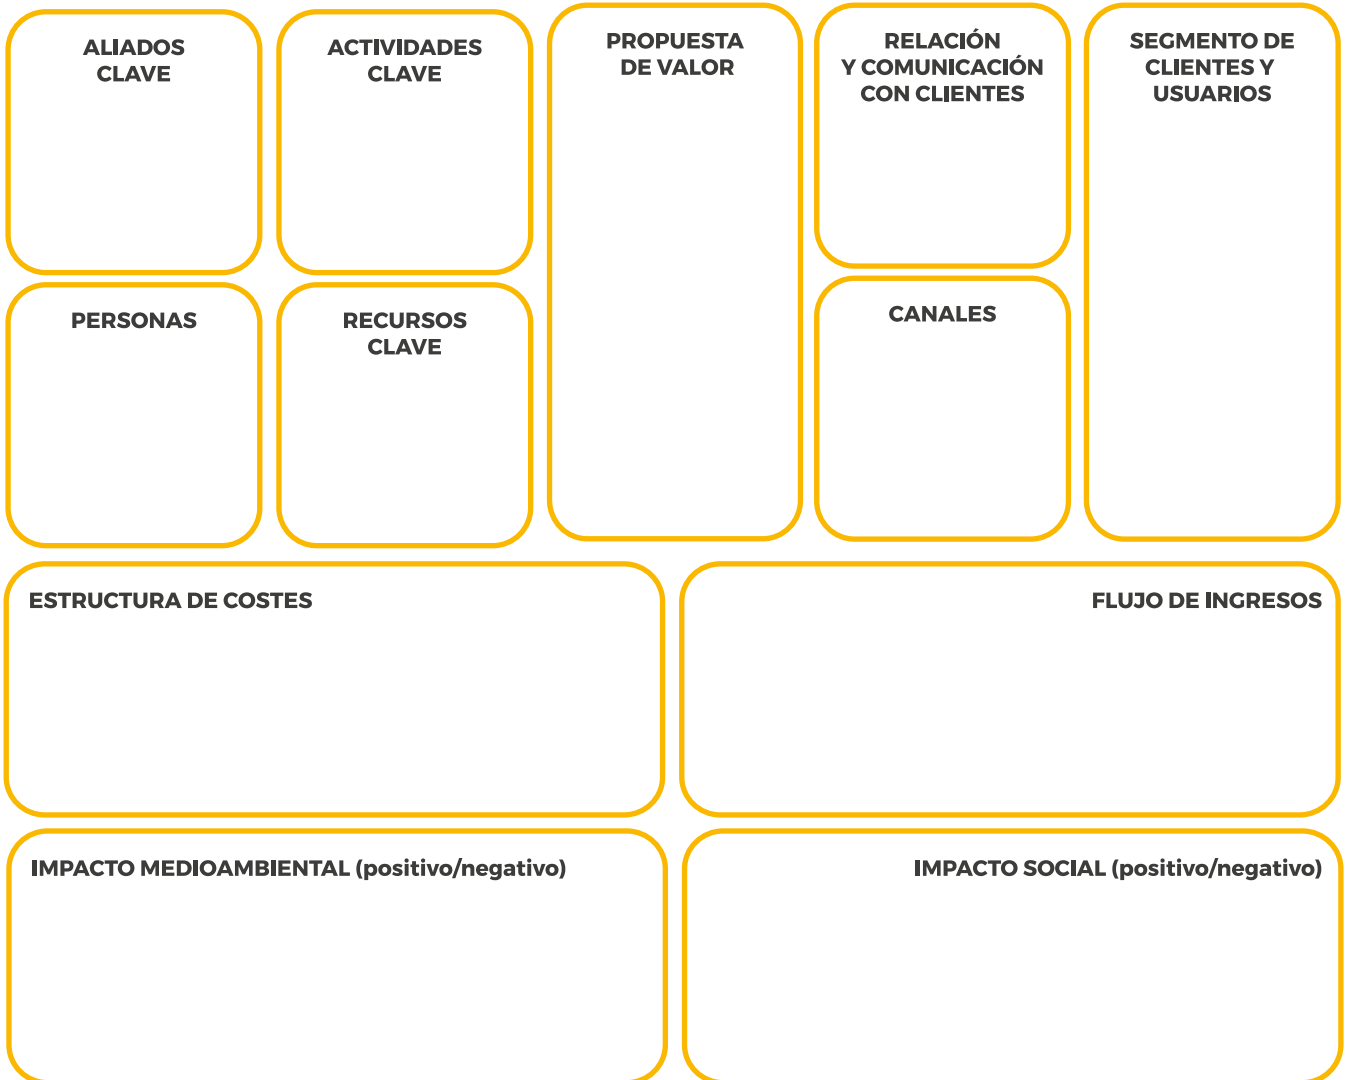 ALIADOS
CLAVE
ACTIVIDADES
CLAVE
PROPUESTA
DE VALOR
RELACIÓN
Y COMUNICACIÓN
CON CLIENTES
SEGMENTO DE
CLIENTES Y
USUARIOS
PERSONAS
RECURSOS
CLAVE
CANALES
ESTRUCTURA DE COSTES
FLUJO DE INGRESOS
IMPACTO MEDIOAMBIENTAL (positivo/negativo)
IMPACTO SOCIAL (positivo/negativo)